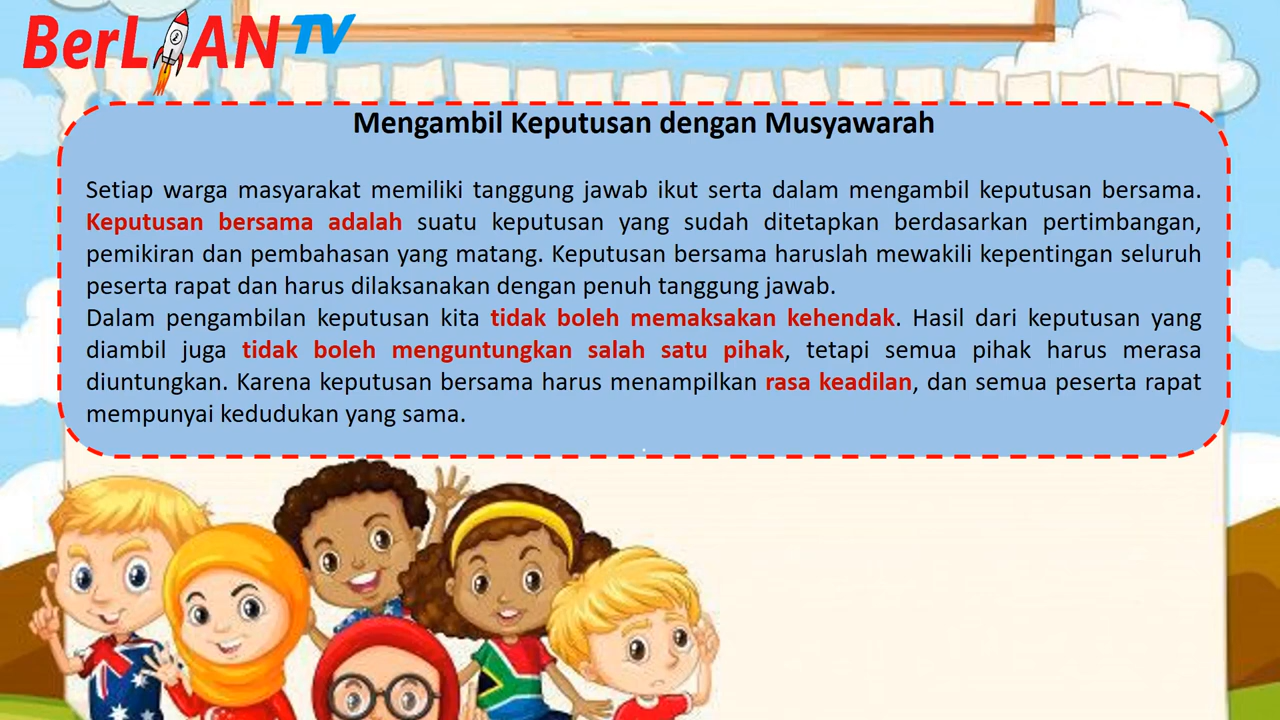 BerLIAN TV
Mengambil Keputusan dengan Musyawarah
Setiap warga masyarakat memiliki tanggung jawab ikut serta dalam mengambil keputusan bersama.
Keputusan bersama adalah suatu keputusan yang sudah ditetapkan berdasarkan pertimbangan,
pemikiran dan pembahasan yang matang. Keputusan bersama haruslah mewakili kepentingan seluruh
peserta rapat dan harus dilaksanakan dengan penuh tanggung jawab.
Dalam pengambilan keputusan kita tidak boleh memaksakan kehendak. Hasil dari keputusan yang
diambil juga tidak boleh menguntungkan salah satu pihak, tetapi semua pihak harus merasa
diuntungkan. Karena keputusan bersama harus menampilkan rasa keadilan, dan semua peserta rapat
mempunyai kedudukan yang sama.